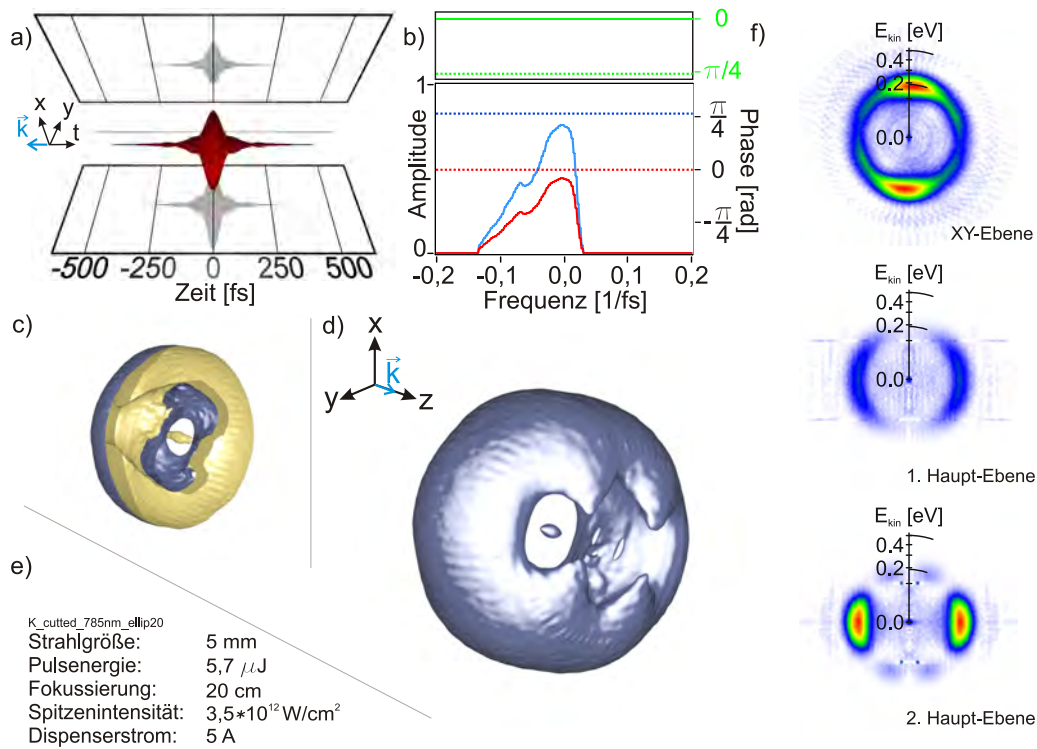 a)
x
y
k
t
-500
-250
0
250
500
Zeit [fs]
b)
0
-π/4
1
Amplitude
0
π/4
0
-π/4
Phase [rad]
-0,2
-0,1
0,0
0,1
0,2
Frequenz [1/fs]
c)
d)
x
k
y
z
e)
K_cutted_785nm_ellip20
Strahlgröße: 5 mm
Pulsenergie: 5,7 μJ
Fokussierung: 20 cm
Spitzenintensität: 3,5*10¹² W/cm²
Dispenserstrom: 5 A
f)
E_kin [eV]
0.4
0.2
0.0
XY-Ebene
E_kin [eV]
0.4
0.2
0.0
1. Haupt-Ebene
E_kin [eV]
0.4
0.2
0.0
2. Haupt-Ebene